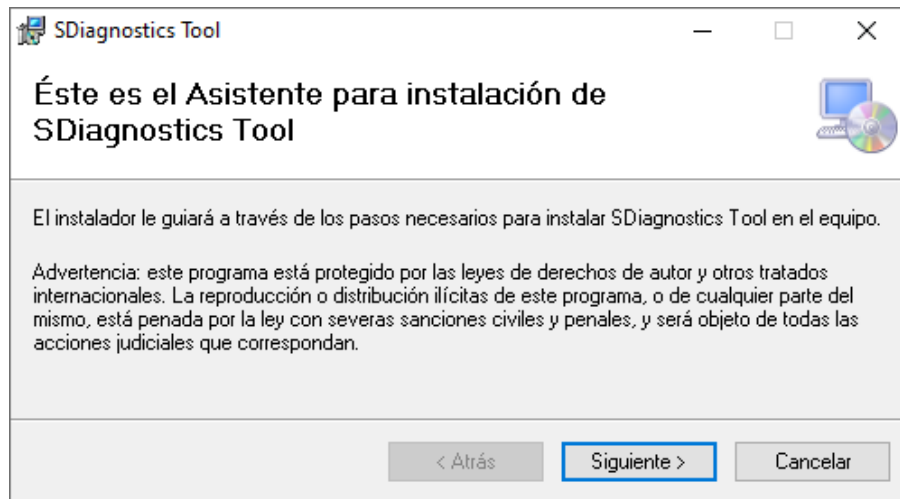 SDiagnostics Tool
Éste es el Asistente para instalación de
SDiagnostics Tool
El instalador le guiará a través de los pasos necesarios para instalar SDiagnostics Tool en el equipo.
Advertencia: este programa está protegido por las leyes de derechos de autor y otros tratados
internacionales. La reproducción o distribución ilícitas de este programa, o de cualquier parte del
mismo, está penada por la ley con severas sanciones civiles y penales, y será objeto de todas las
acciones judiciales que correspondan.
< Atrás Siguiente > Cancelar